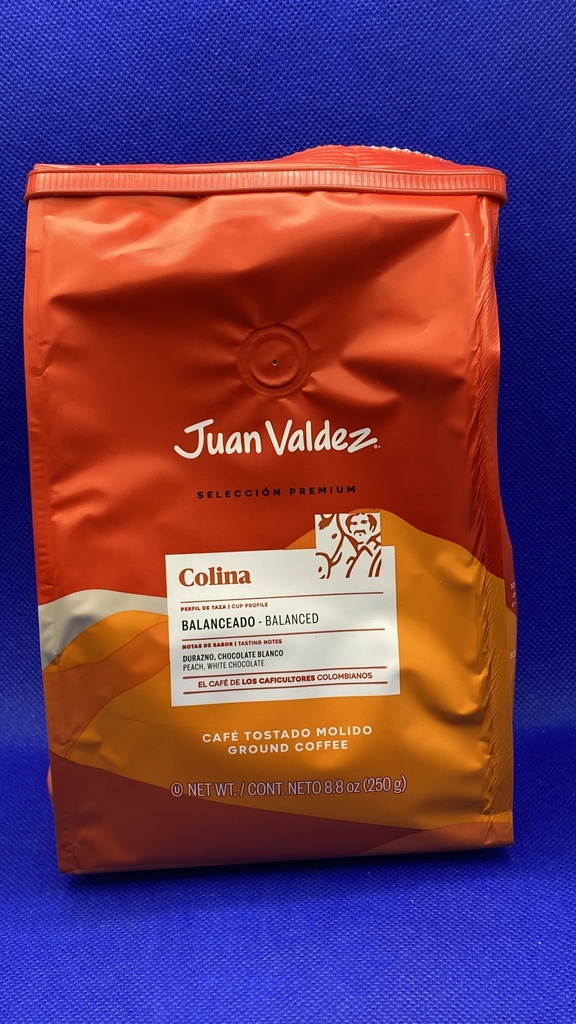 Juan Valdez®
SELECCIÓN PREMIUM
Colina
PERFIL DE TAZA | CUP PROFILE
BALANCEADO - BALANCED
NOTAS DE SABOR | TASTING NOTES
DURAZNO, CHOCOLATE BLANCO
PEACH, WHITE CHOCOLATE
EL CAFÉ DE LOS CAFICULTORES COLOMBIANOS
CAFÉ TOSTADO MOLIDO
GROUND COFFEE
U NET WT. / CONT. NETO 8.8 oz (250 g)